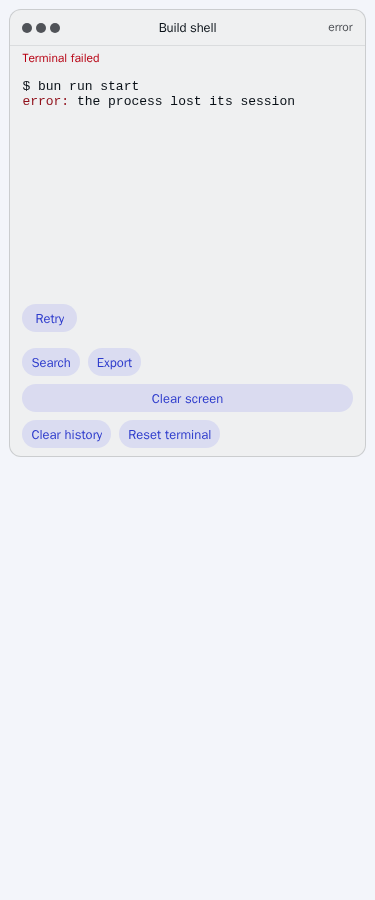 Build shell
error
Terminal failed
$ bun run start
error: the process lost its session
Retry
Search
Export
Clear screen
Clear history
Reset terminal